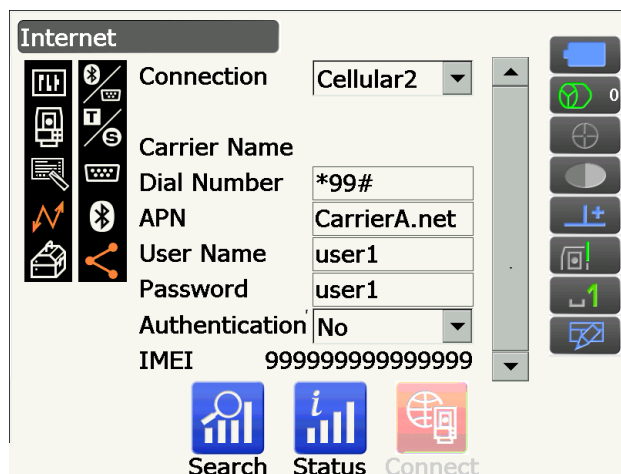 Internet
Connection Cellular2
Carrier Name
Dial Number *99#
APN CarrierA.net
User Name user1
Password user1
Authentication No
IMEI 999999999999999
Search Status Connect
T S
0
1